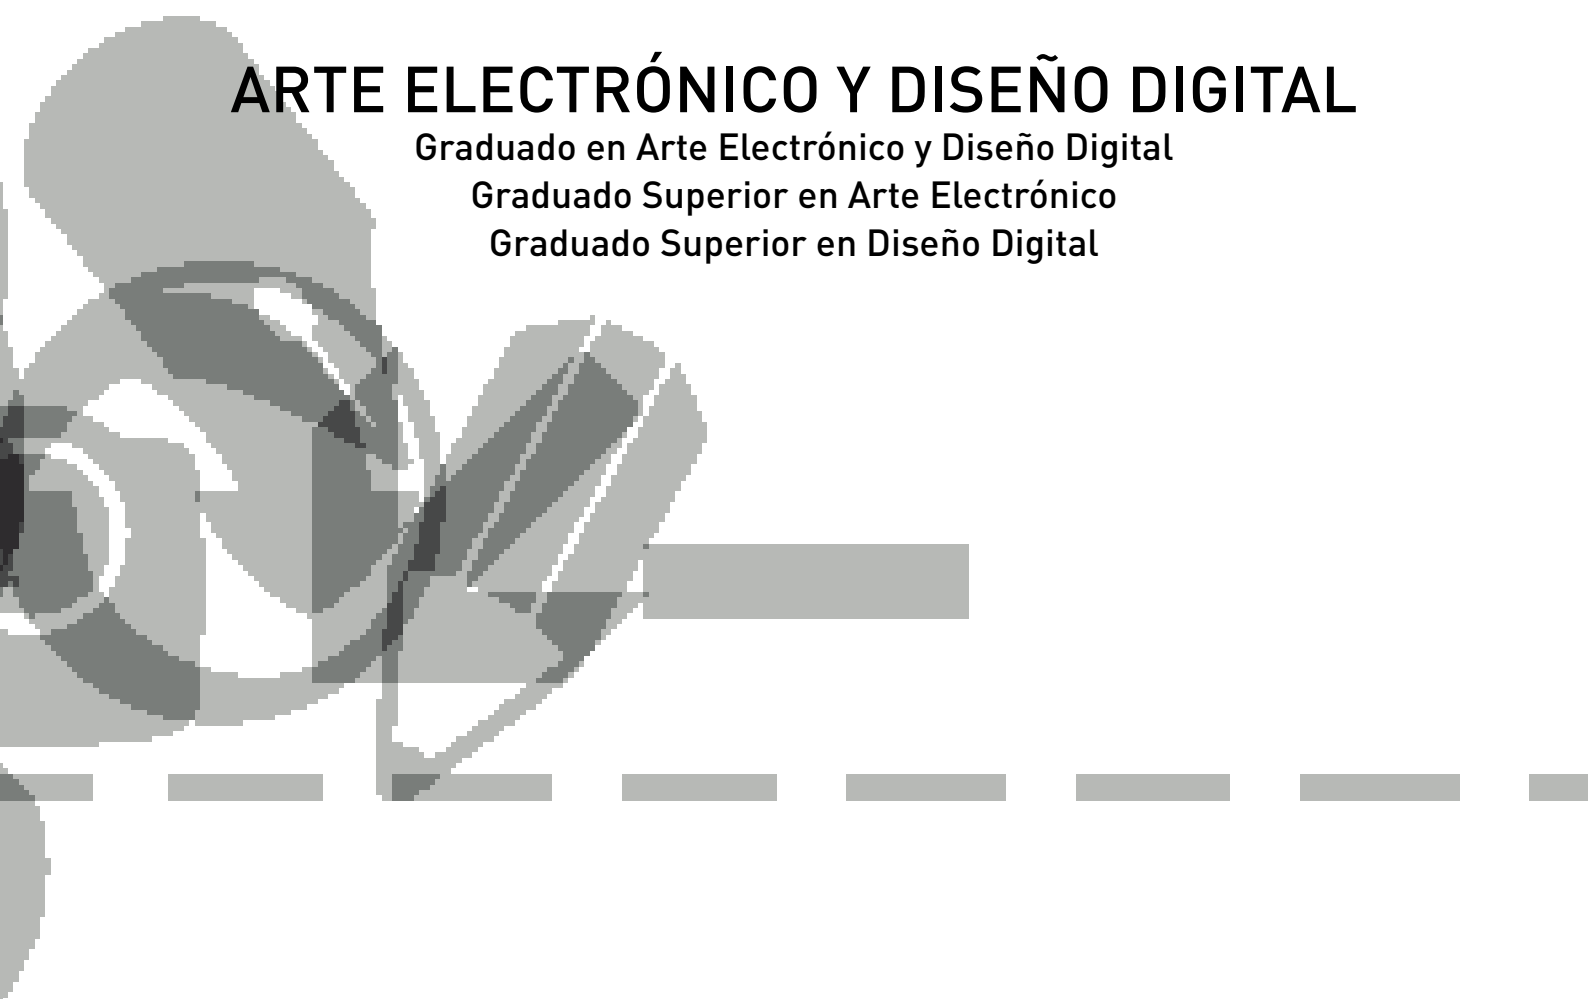 ARTE ELECTRÓNICO Y DISEÑO DIGITAL
Graduado en Arte Electrónico y Diseño Digital
Graduado Superior en Arte Electrónico
Graduado Superior en Diseño Digital